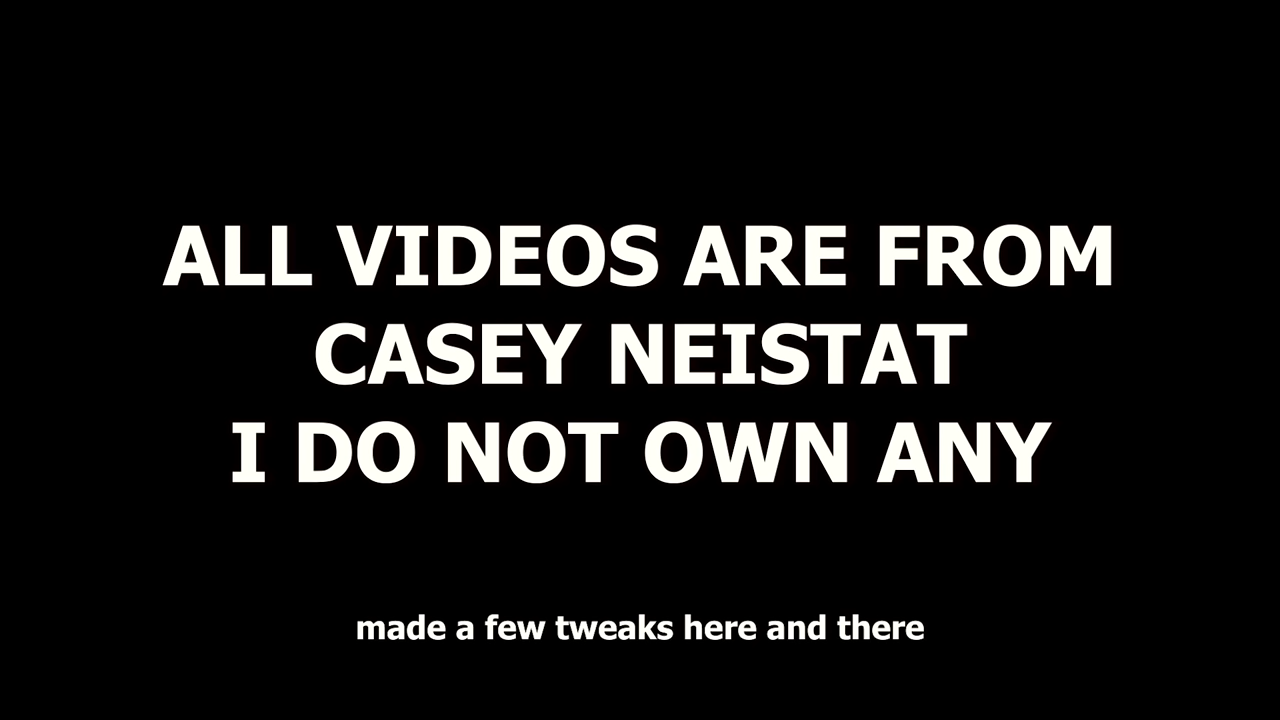 ALL VIDEOS ARE FROM
CASEY NEISTAT
I DO NOT OWN ANY
made a few tweaks here and there